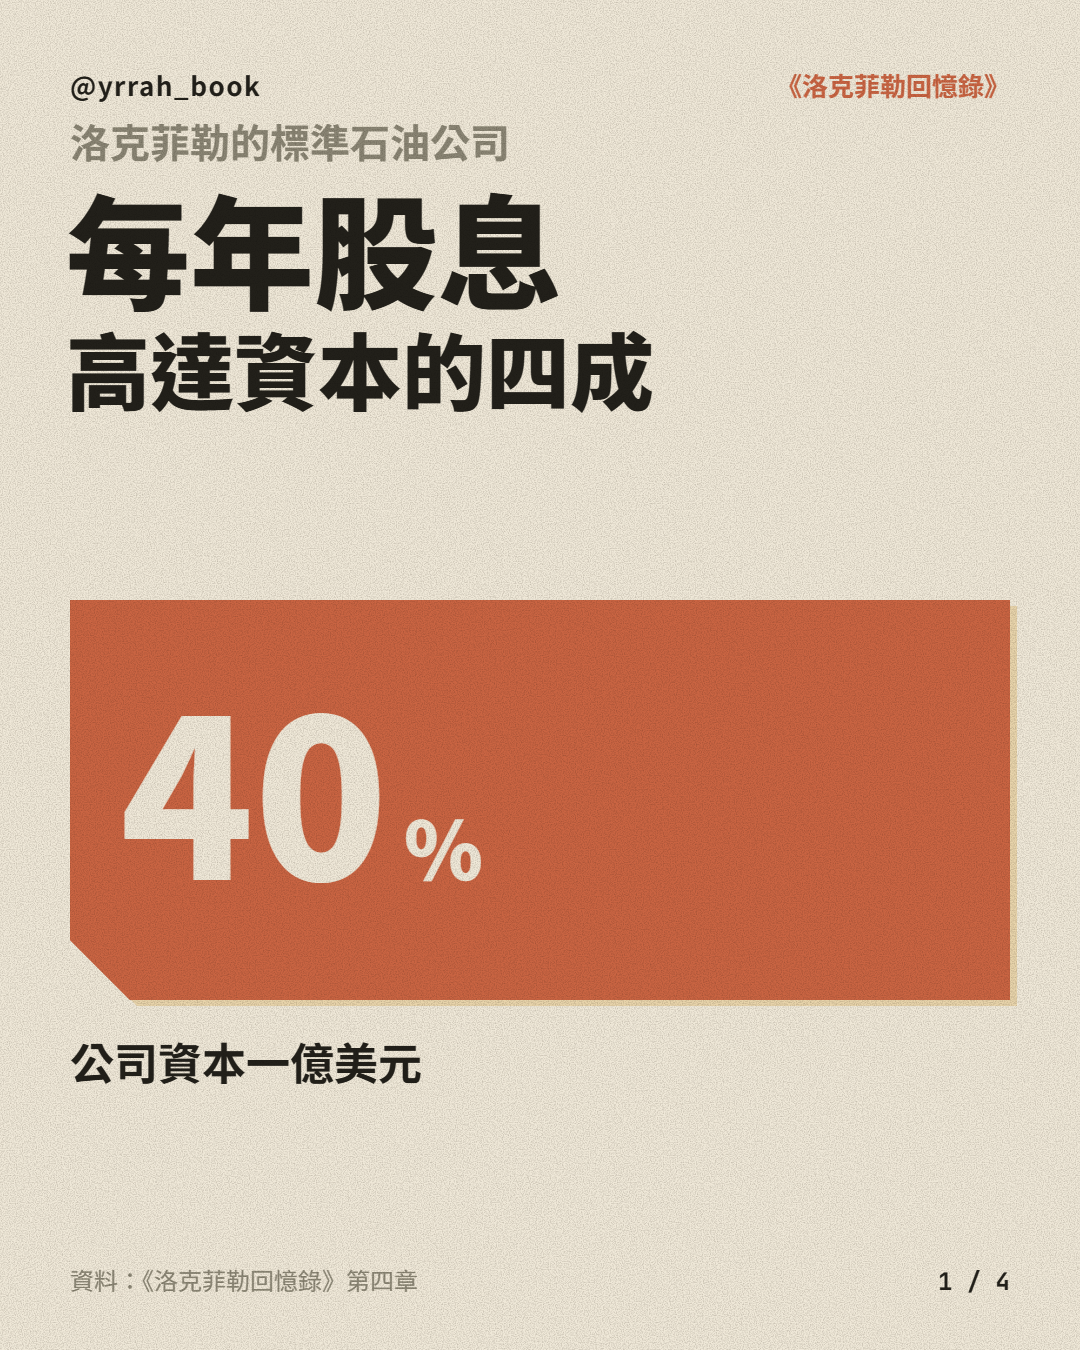 @yrrah_book
《洛克菲勒回憶錄》
洛克菲勒的標準石油公司
每年股息
高達資本的四成
40%
公司資本一億美元
資料：《洛克菲勒回憶錄》第四章
1 / 4